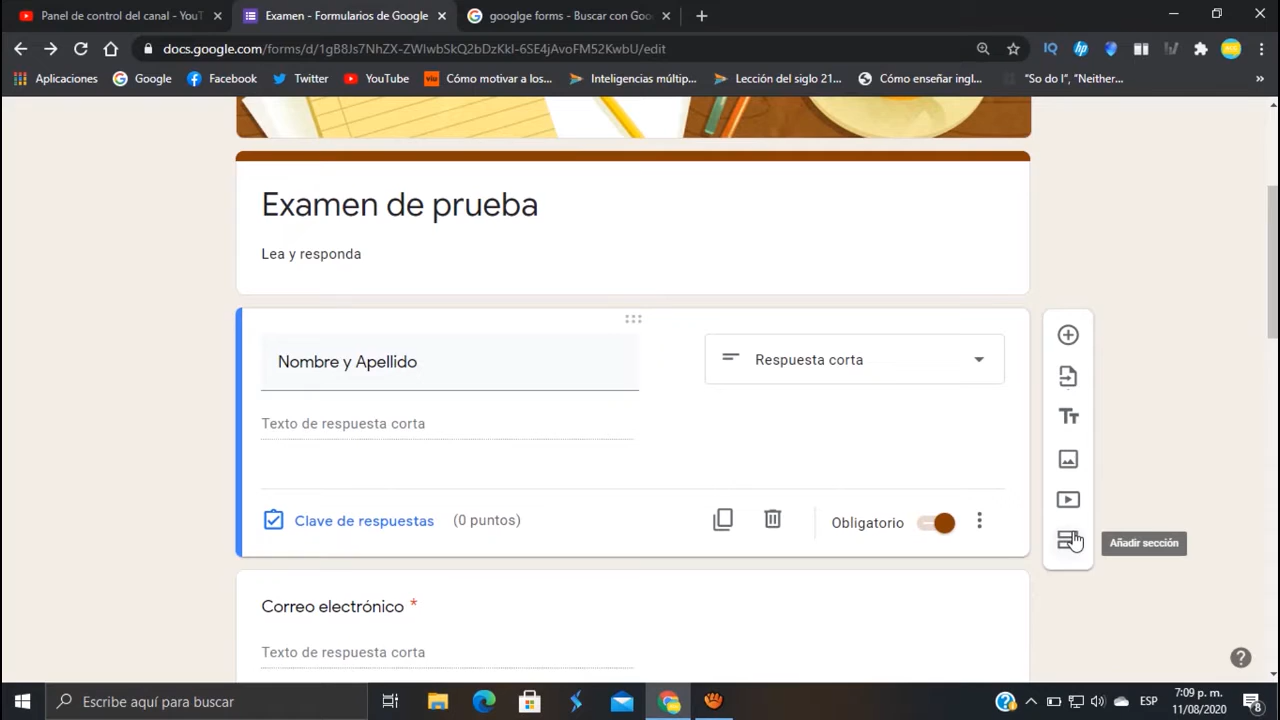 Panel de control del canal - YouT
Examen - Formularios de Google
googlge forms - Buscar con Goo
docs.google.com/forms/d/1gB8Js7NhZX-ZWIwbSkQ2bDzKkI-6SE4jAvoFM52KwbU/edit
Aplicaciones
Google
Facebook
Twitter
YouTube
viu
Cómo motivar a los...
Inteligencias múltip...
Lección del siglo 21...
Cómo enseñar ingl...
"So do I", "Neither...
»
Examen de prueba
Lea y responda
Nombre y Apellido
Respuesta corta
Texto de respuesta corta
Clave de respuestas
(0 puntos)
Obligatorio
Añadir sección
Correo electrónico *
Texto de respuesta corta
Escribe aquí para buscar
ESP
7:09 p. m.
11/08/2020
8